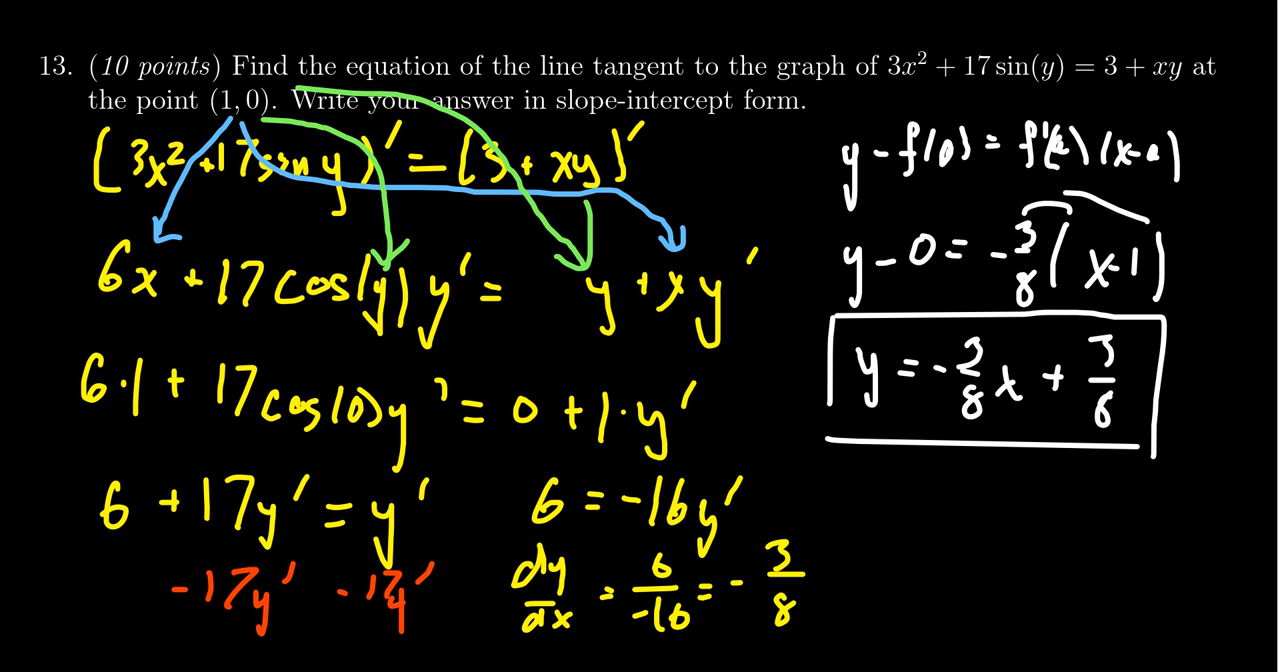 13. (10 points) Find the equation of the line tangent to the graph of 3x² + 17 sin(y) = 3 + xy at
the point (1, 0). Write your answer in slope-intercept form.
(3x² + 17 sin y)' = (3 + xy)'
6x + 17 cos(y) y' = y + x y'
6·1 + 17 cos(0) y' = 0 + 1·y'
6 + 17y' = y'
-17y' -17y'
6 = -16y'
dy/dx = 6/-16 = -3/8
y - f(0) = f'(a)(x-a)
y - 0 = -3/8 (x-1)
y = -3/8 x + 3/8